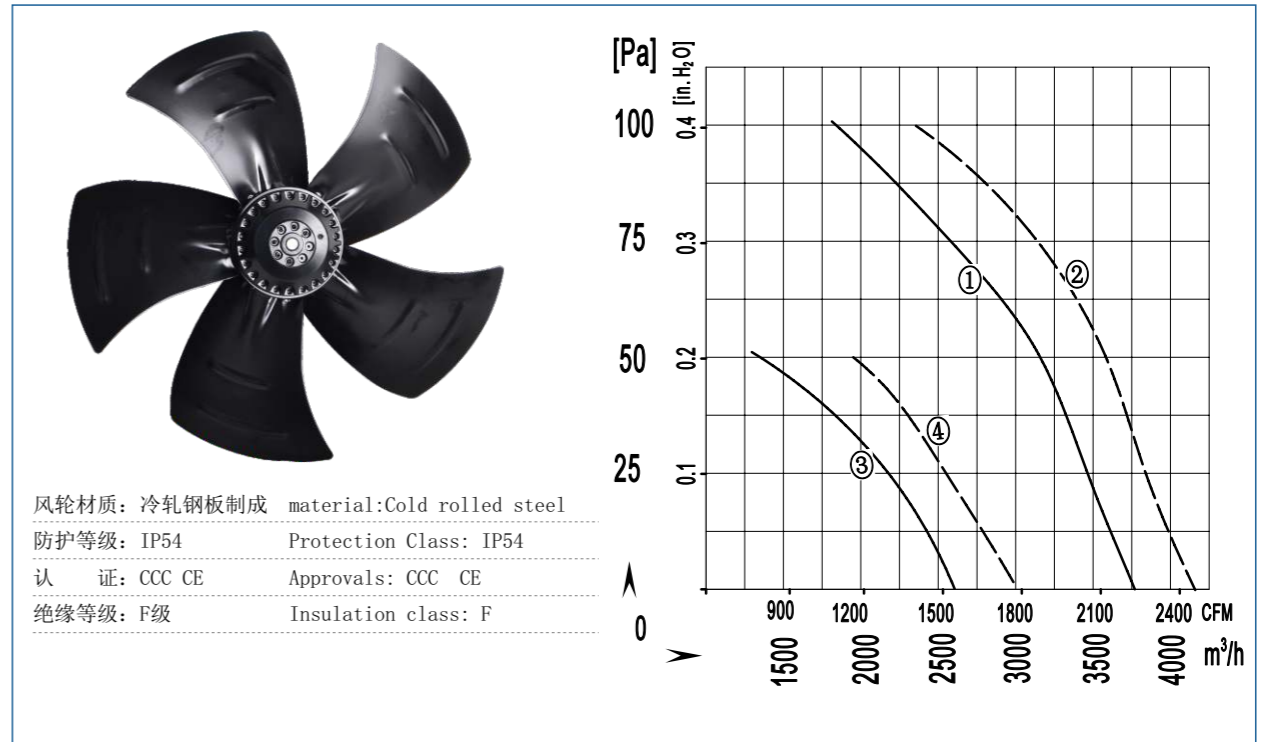 风轮材质：冷轧钢板制成 material:Cold rolled steel
防护等级：IP54 Protection Class: IP54
认 证：CCC CE Approvals: CCC CE
绝缘等级：F级 Insulation class: F
[Pa]
100
75
50
25
0
[in.H₂O]
0.4
0.3
0.2
0.1
①
②
③
④
900 1200 1500 1800 2100 2400 CFM
1500 2000 2500 3000 3500 4000 m³/h